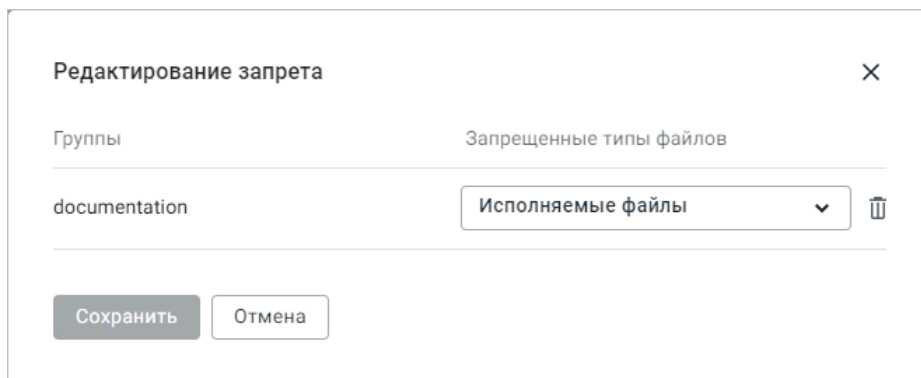 Редактирование запрета
Группы Запрещенные типы файлов
documentation Исполняемые файлы
Сохранить Отмена